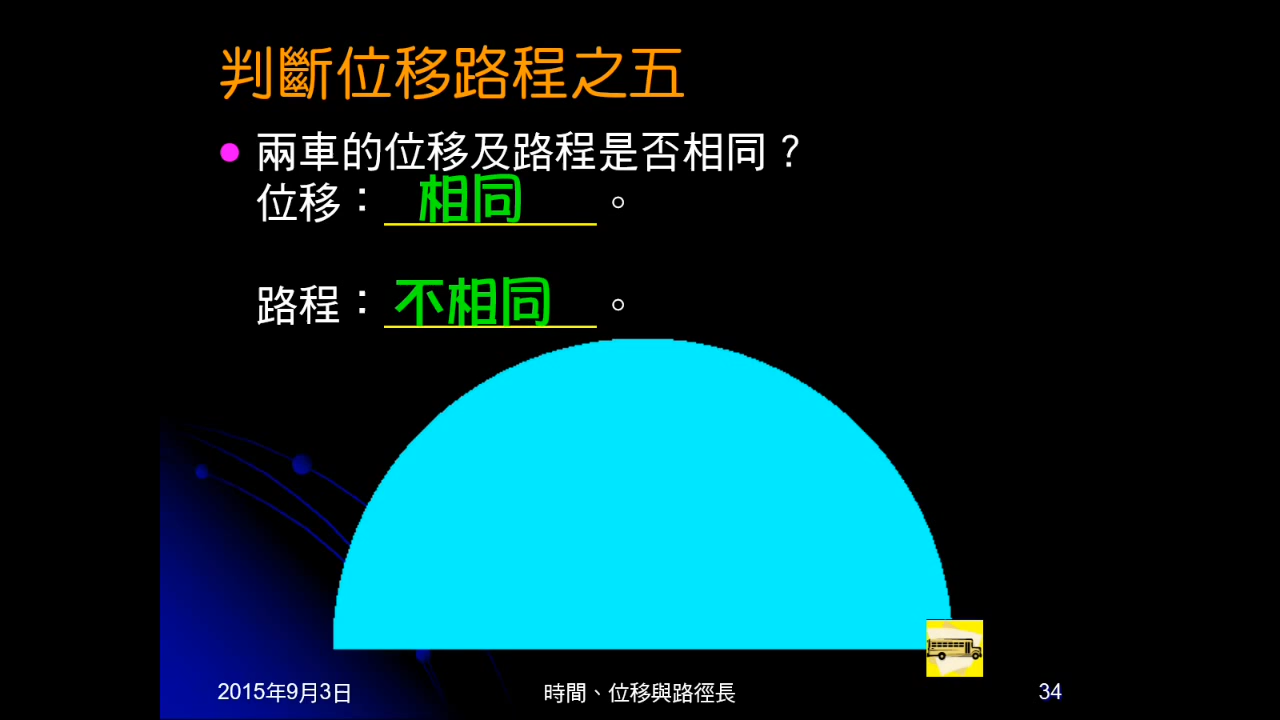 判斷位移路程之五
兩車的位移及路程是否相同？
位移：相同。
路程：不相同。
2015年9月3日
時間、位移與路徑長
34